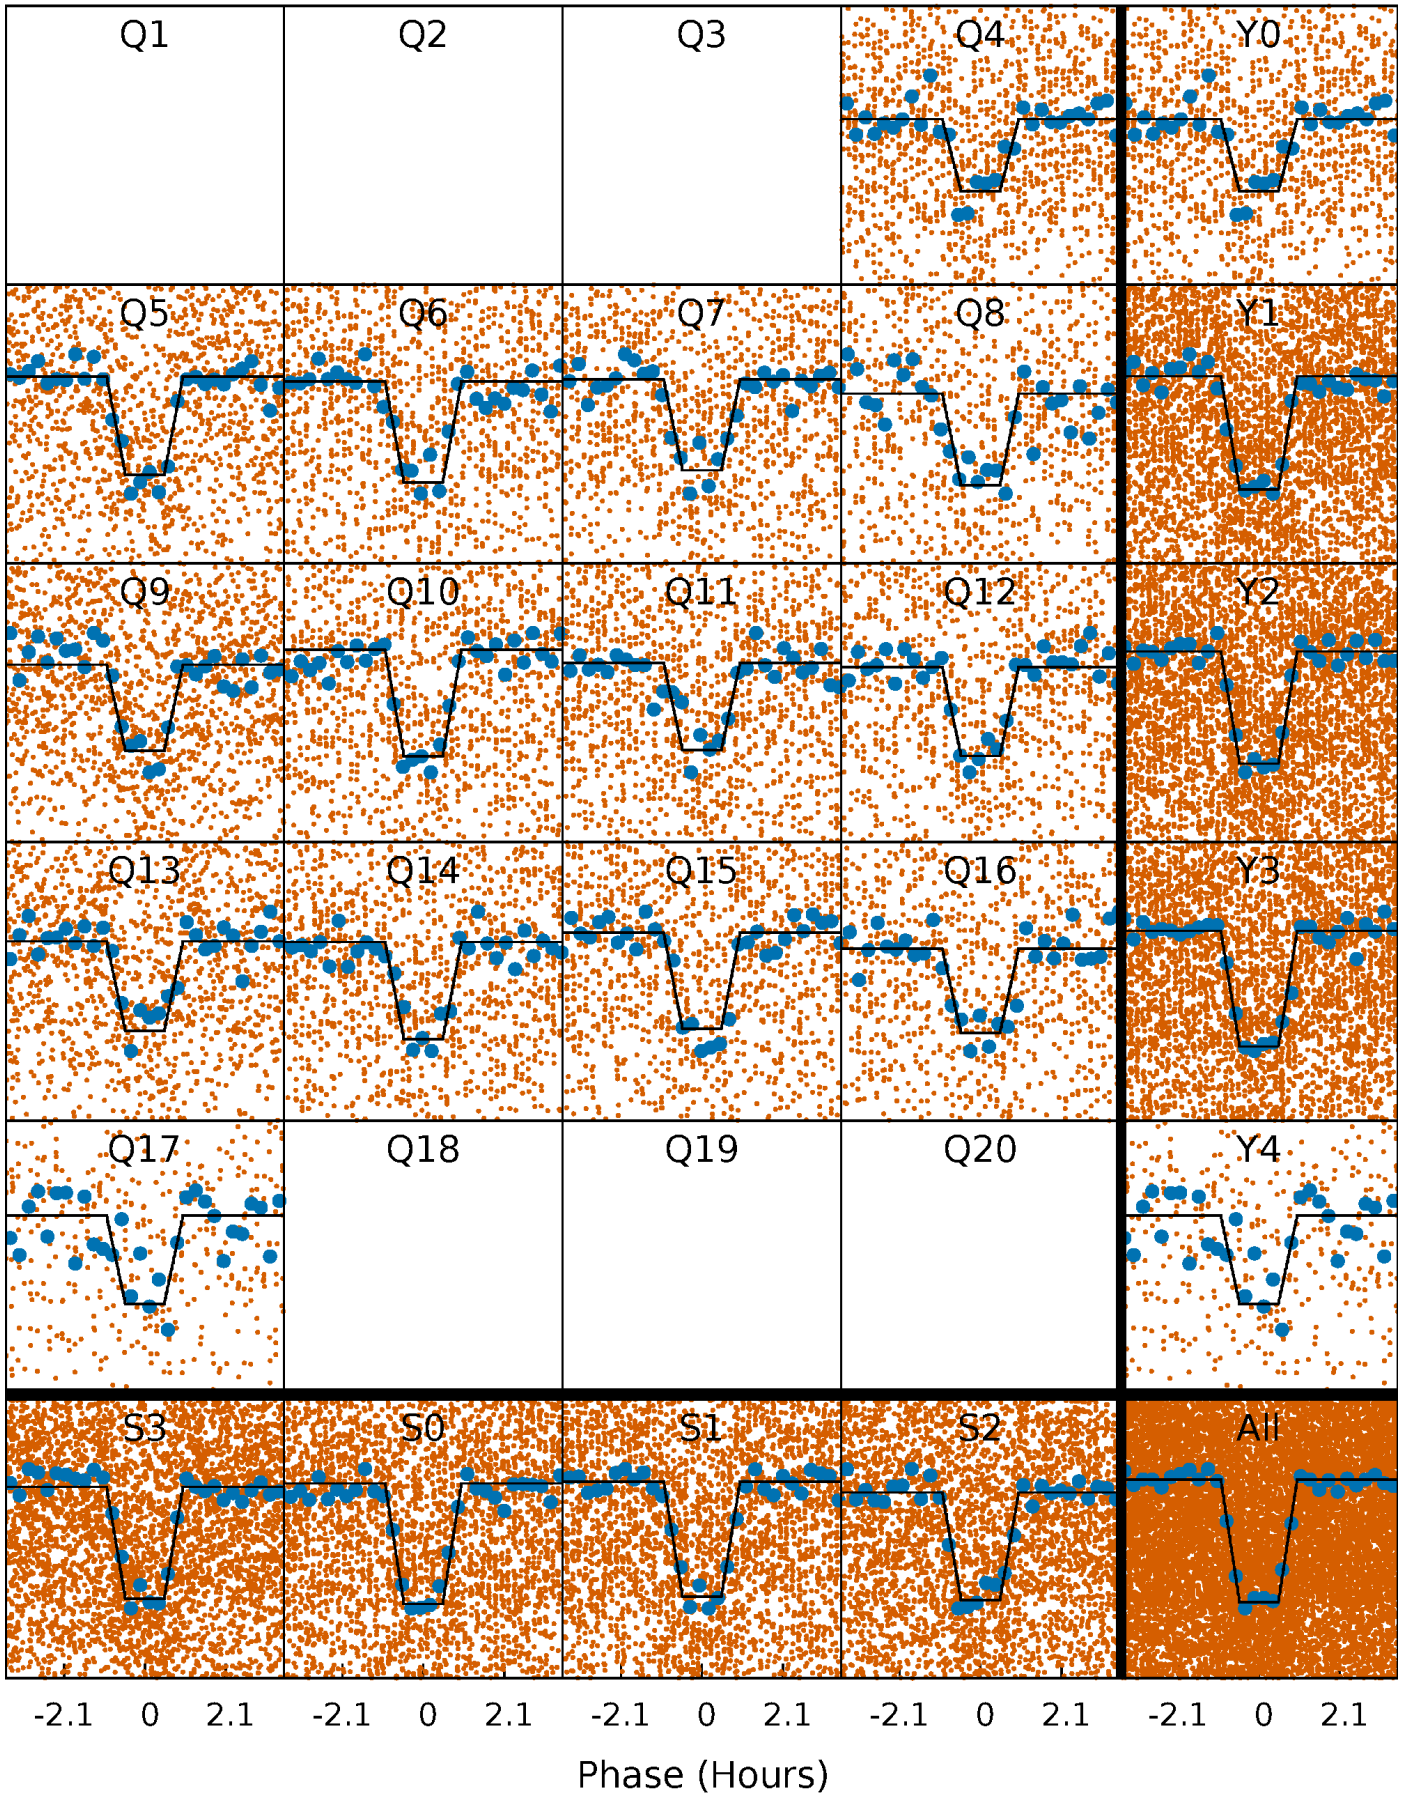 Q1 Q2 Q3 Q4 Y0
Q5 Q6 Q7 Q8 Y1
Q9 Q10 Q11 Q12 Y2
Q13 Q14 Q15 Q16 Y3
Q17 Q18 Q19 Q20 Y4
S3 S0 S1 S2 All
-2.1 0 2.1 -2.1 0 2.1 -2.1 0 2.1 -2.1 0 2.1 -2.1 0 2.1
Phase (Hours)